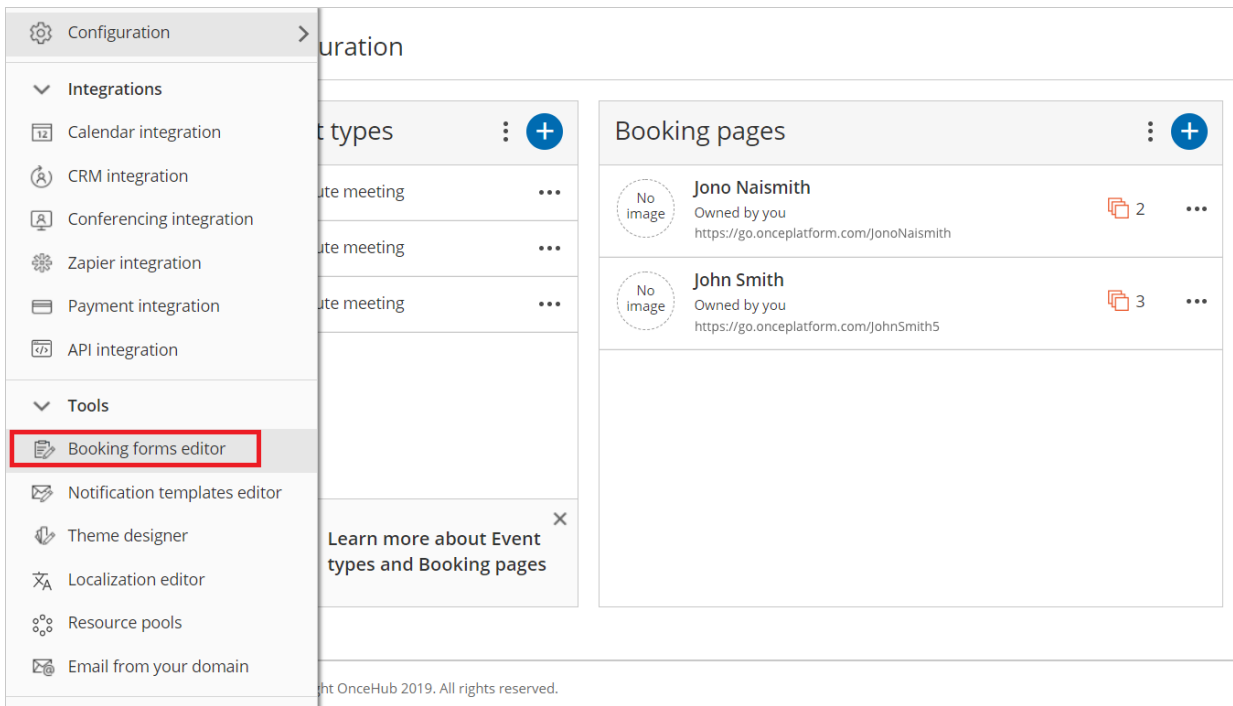 Configuration
Integrations
12
Calendar integration
CRM integration
Conferencing integration
Zapier integration
Payment integration
API integration
Tools
Booking forms editor
Notification templates editor
Theme designer
Localization editor
Resource pools
Email from your domain
uration
t types
ute meeting
ute meeting
ute meeting
Learn more about Event
types and Booking pages
Booking pages
No
image
Jono Naismith
Owned by you
https://go.onceplatform.com/JonoNaismith
2
No
image
John Smith
Owned by you
https://go.onceplatform.com/JohnSmith5
3
ht OnceHub 2019. All rights reserved.